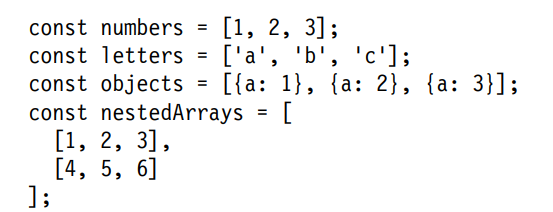 const numbers = [1, 2, 3];
const letters = ['a', 'b', 'c'];
const objects = [{a: 1}, {a: 2}, {a: 3}];
const nestedArrays = [
  [1, 2, 3],
  [4, 5, 6]
];